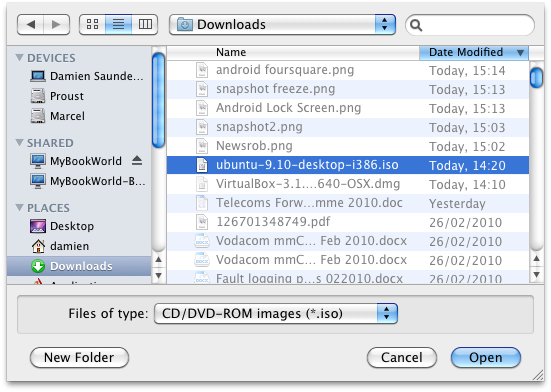 Downloads
Name Date Modified
DEVICES
Damien Saunde...
Proust
Marcel
SHARED
MyBookWorld
MyBookWorld-B...
PLACES
Desktop
damien
Downloads
android foursquare.png Today, 15:14
snapshot freeze.png Today, 15:13
Android Lock Screen.png Today, 15:13
snapshot2.png Today, 15:03
Newsrob.png Today, 15:02
ubuntu-9.10-desktop-i386.iso Today, 14:20
VirtualBox-3.1....640-OSX.dmg Today, 14:10
Telecoms Forw...mme 2010.doc Yesterday
126701348749.pdf 26/02/2010
Vodacom mmC... Feb 2010.docx 26/02/2010
Vodacom mmC... Feb 2010.docx 26/02/2010
Fault logging p...s 022010.docx 26/02/2010
Files of type: CD/DVD-ROM images (*.iso)
New Folder Cancel Open